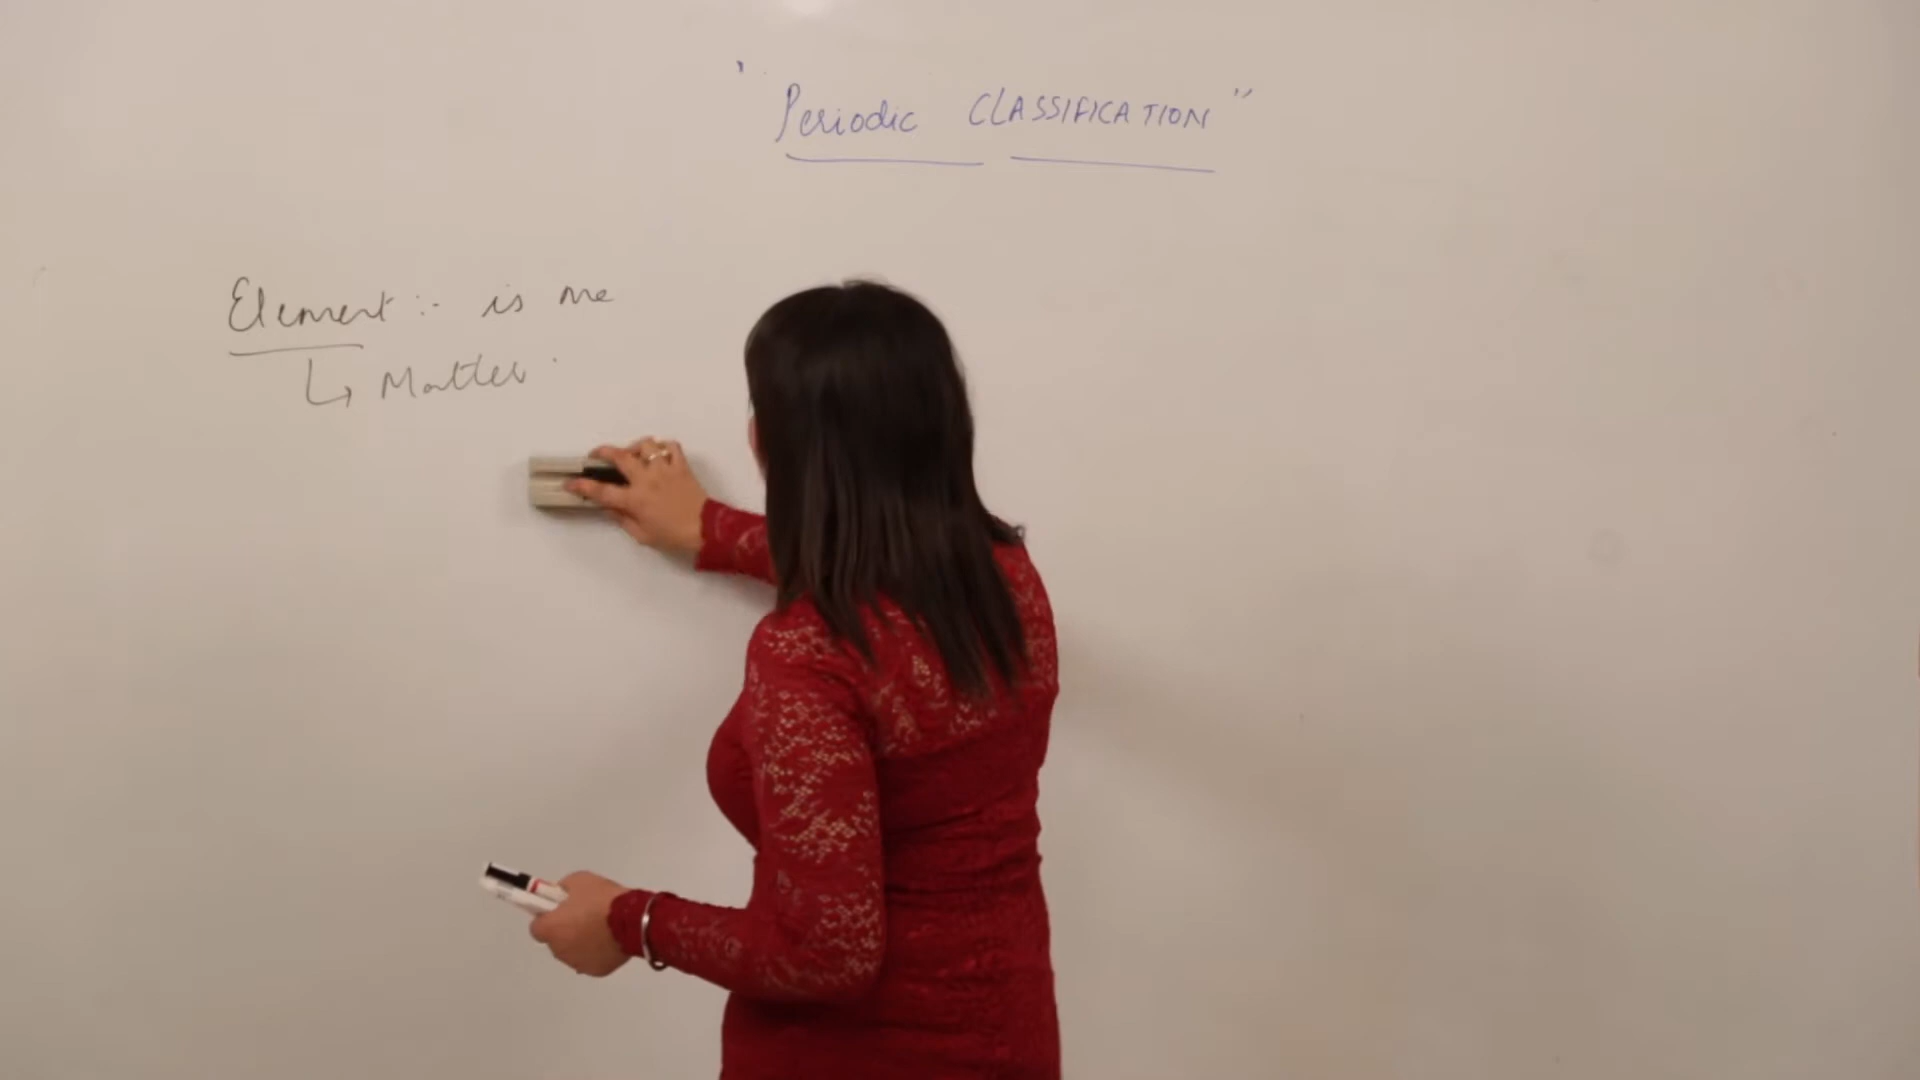 "Periodic CLASSIFICATION"
Element :- is me
↳ Matter